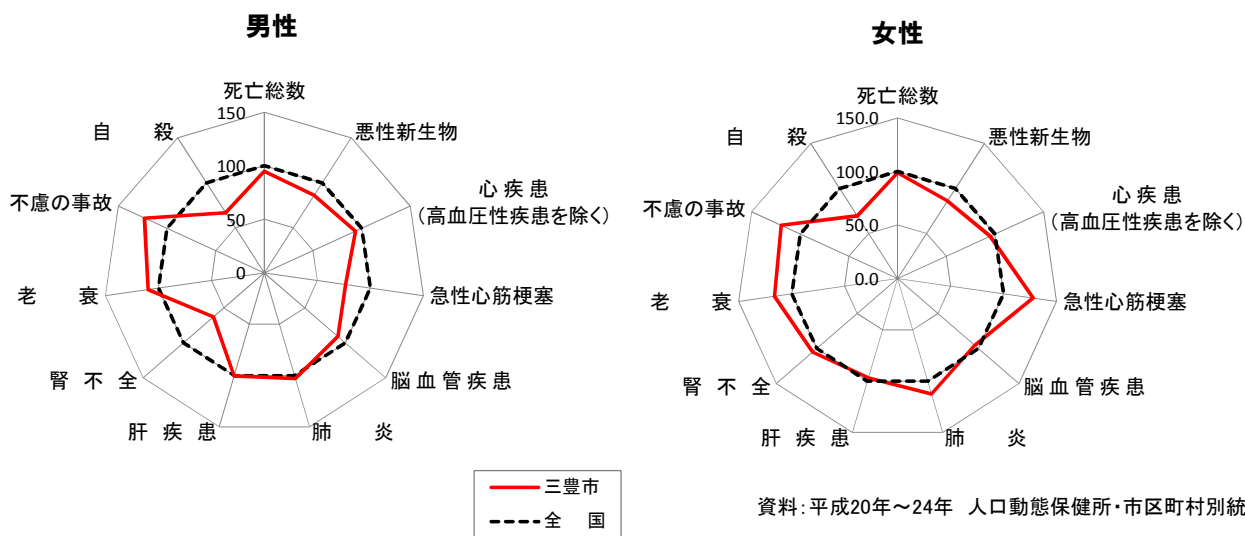 男性
死亡総数
悪性新生物
心疾患
(高血圧性疾患を除く)
急性心筋梗塞
脳血管疾患
肺 炎
肝疾患
腎不全
老 衰
不慮の事故
自 殺
150
100
50
0
女性
死亡総数
悪性新生物
心疾患
(高血圧性疾患を除く)
急性心筋梗塞
脳血管疾患
肺 炎
肝疾患
腎不全
老 衰
不慮の事故
自 殺
150.0
100.0
50.0
0.0
三豊市
全 国
資料:平成20年~24年 人口動態保健所・市区町村別統